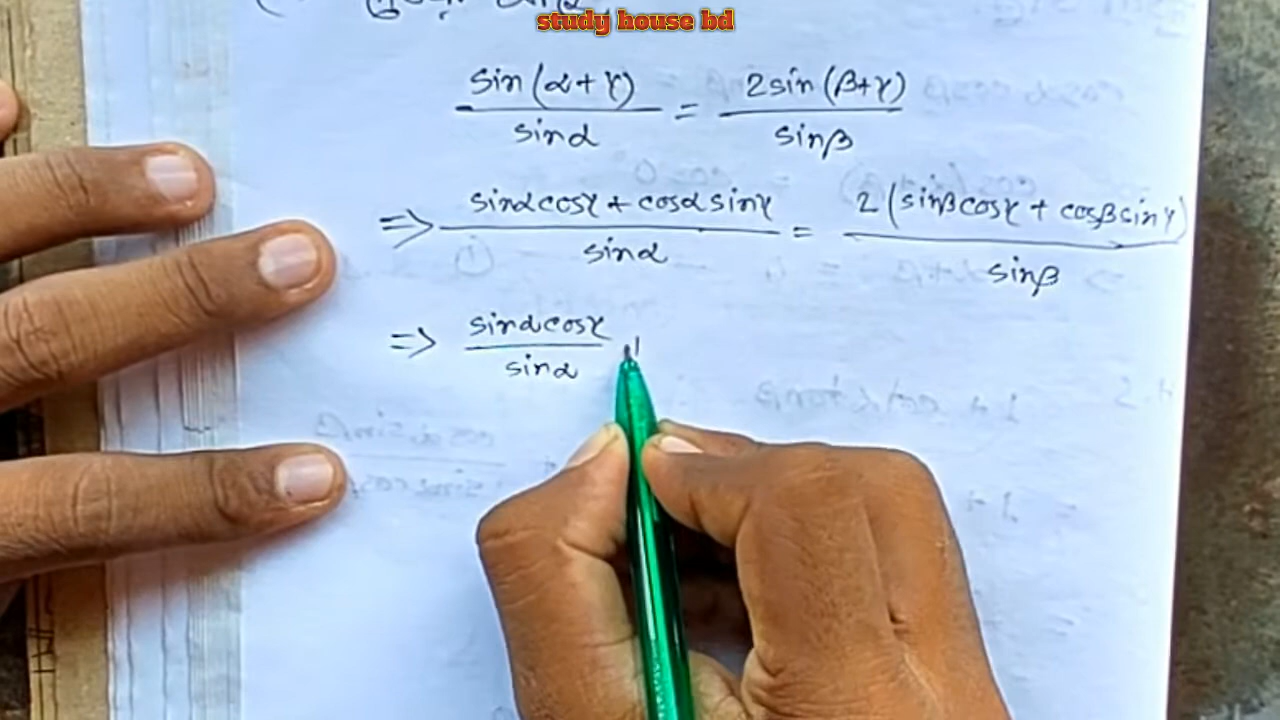 study house bd
sin(α+γ)/sinα = 2sin(β+γ)/sinβ
=> (sinαcosγ + cosαsinγ)/sinα = 2(sinβcosγ + cosβsinγ)/sinβ
=> sinαcosγ/sinα